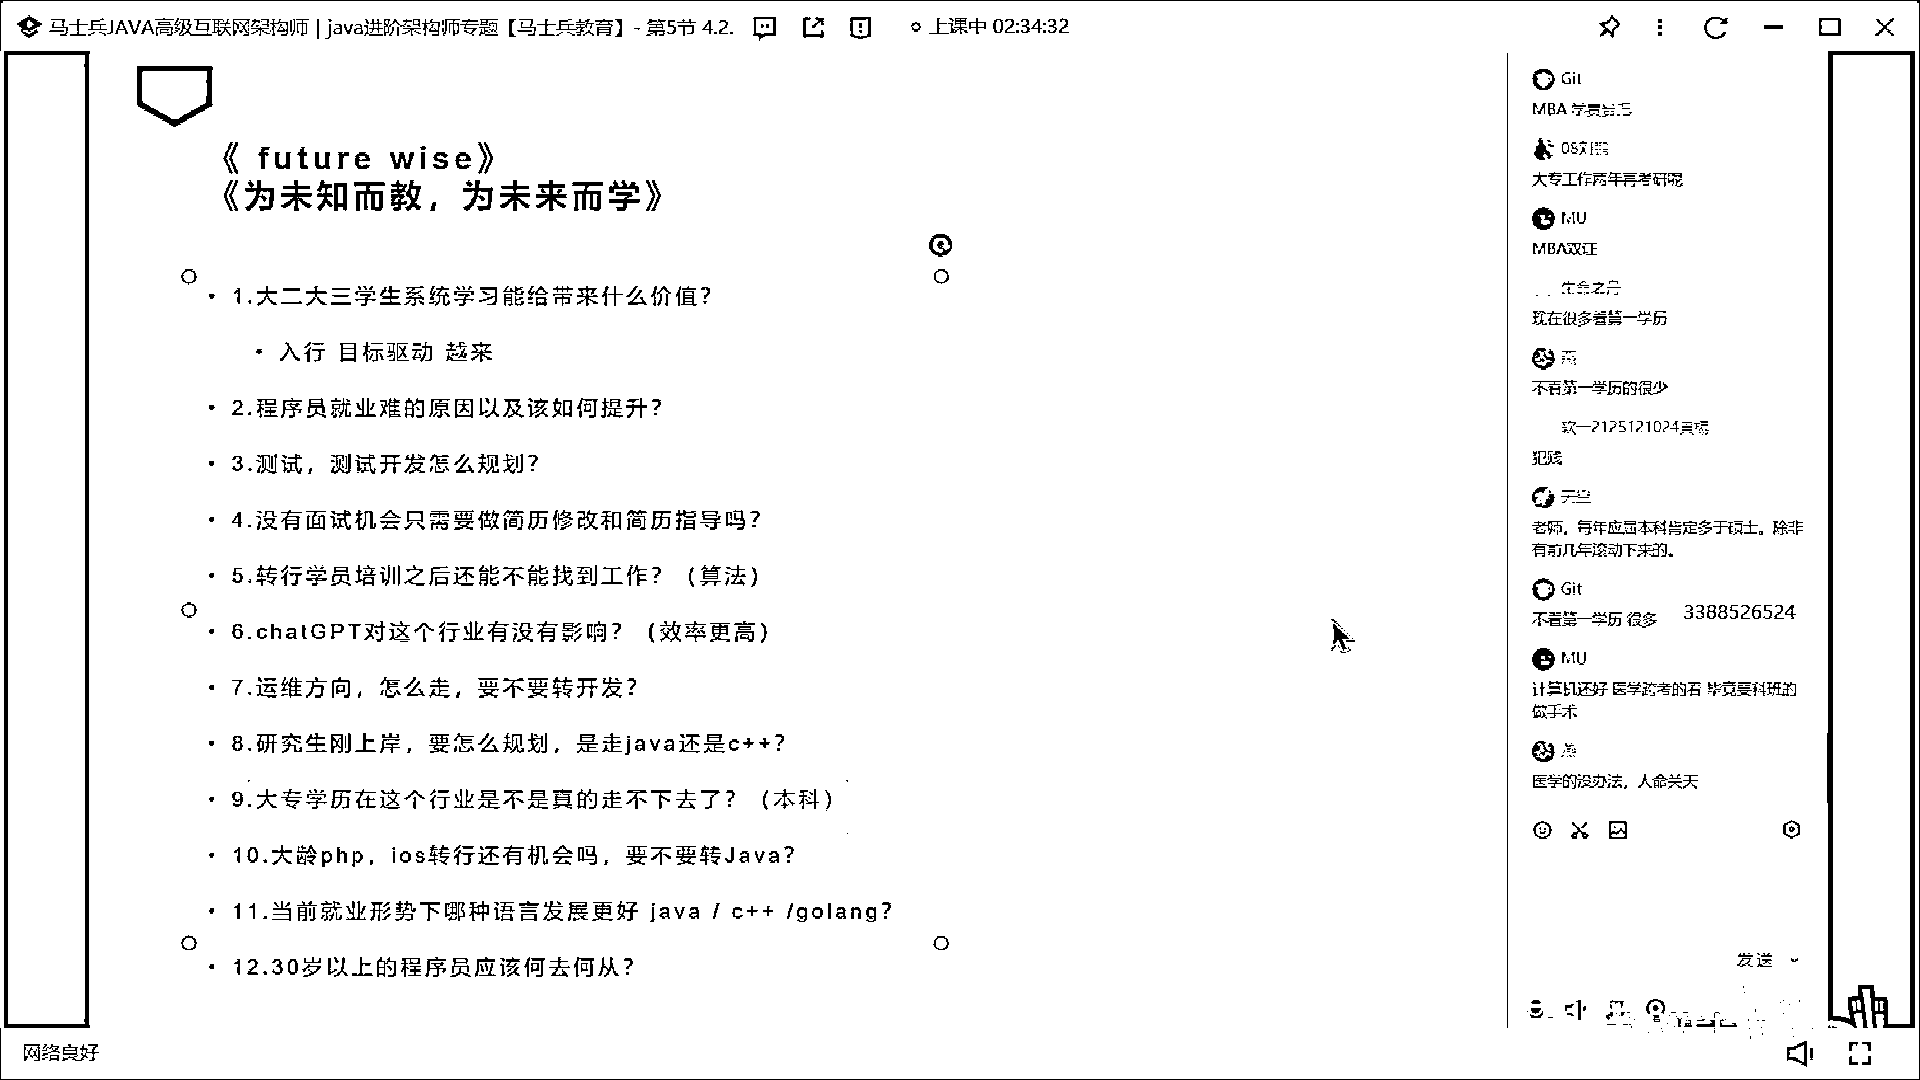 马士兵JAVA高级互联网架构师 | java进阶架构师专题【马士兵教育】- 第5节 4.2.
上课中 02:34:32
《 future wise》
《为未知而教，为未来而学》
• 1.大二大三学生系统学习能给带来什么价值？
• 入行 目标驱动 越来
• 2.程序员就业难的原因以及该如何提升？
• 3.测试，测试开发怎么规划？
• 4.没有面试机会只需要做简历修改和简历指导吗？
• 5.转行学员培训之后还能不能找到工作？（算法）
• 6.chatGPT对这个行业有没有影响？（效率更高）
• 7.运维方向，怎么走，要不要转开发？
• 8.研究生刚上岸，要怎么规划，是走java还是c++？
• 9.大专学历在这个行业是不是真的走不下去了？（本科）
• 10.大龄php，ios转行还有机会吗，要不要转Java？
• 11.当前就业形势下哪种语言发展更好 java / c++ /golang？
• 12.30岁以上的程序员应该何去何从？
Git
MBA 学费
大专工作两年再考研呢
MU
MBA双证
生命之舟
现在很多看第一学历
不看第一学历的很少
软一2125121024
犯贱
天空
老师，每年应届本科肯定多于硕士。除非
有前几年滚动下来的。
Git
不看第一学历 很多
3388526524
MU
计算机还好 医学跨考的看 毕竟要科班的
做手术
医学的没办法，人命关天
发送
网络良好